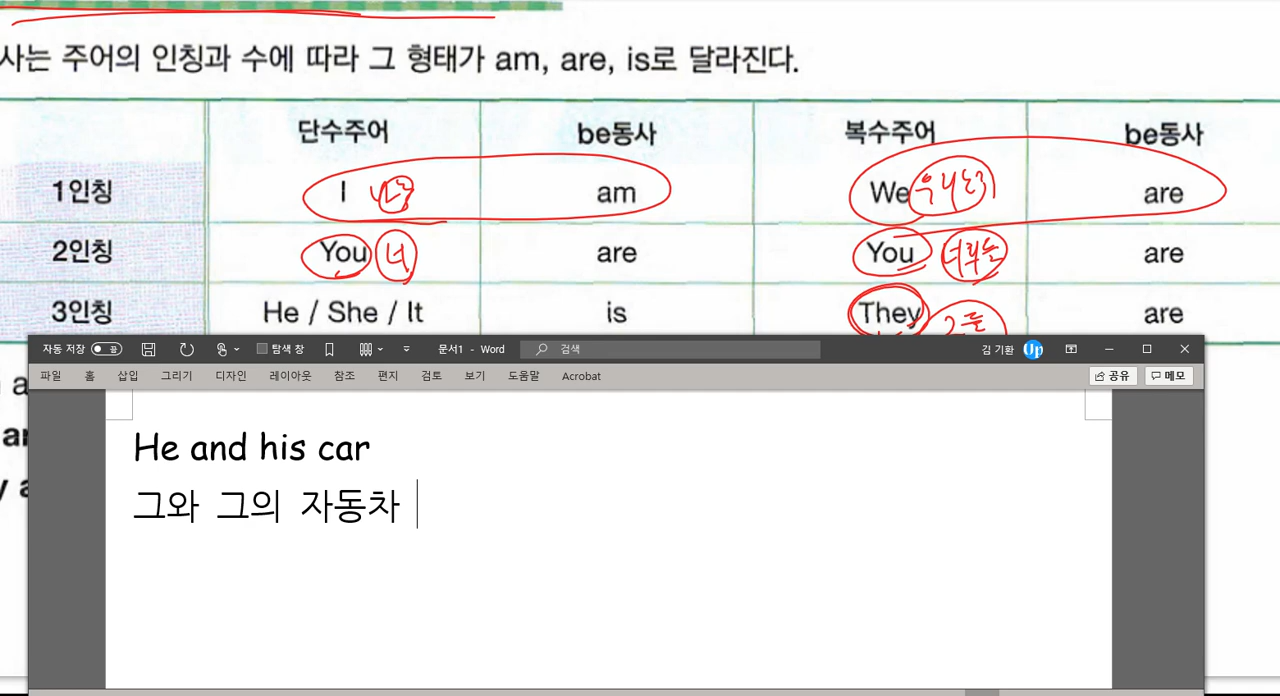 사는 주어의 인칭과 수에 따라 그 형태가 am, are, is로 달라진다.
단수주어 be동사 복수주어 be동사
1인칭 I 나는 am We 우리는 are
2인칭 You 너 are You 너희들 are
3인칭 He / She / It is They 그들 are
자동 저장 끔 탐색 창 문서1 - Word 검색 김 기환 Up
파일 홈 삽입 그리기 디자인 레이아웃 참조 편지 검토 보기 도움말 Acrobat 공유 메모
He and his car
그와 그의 자동차